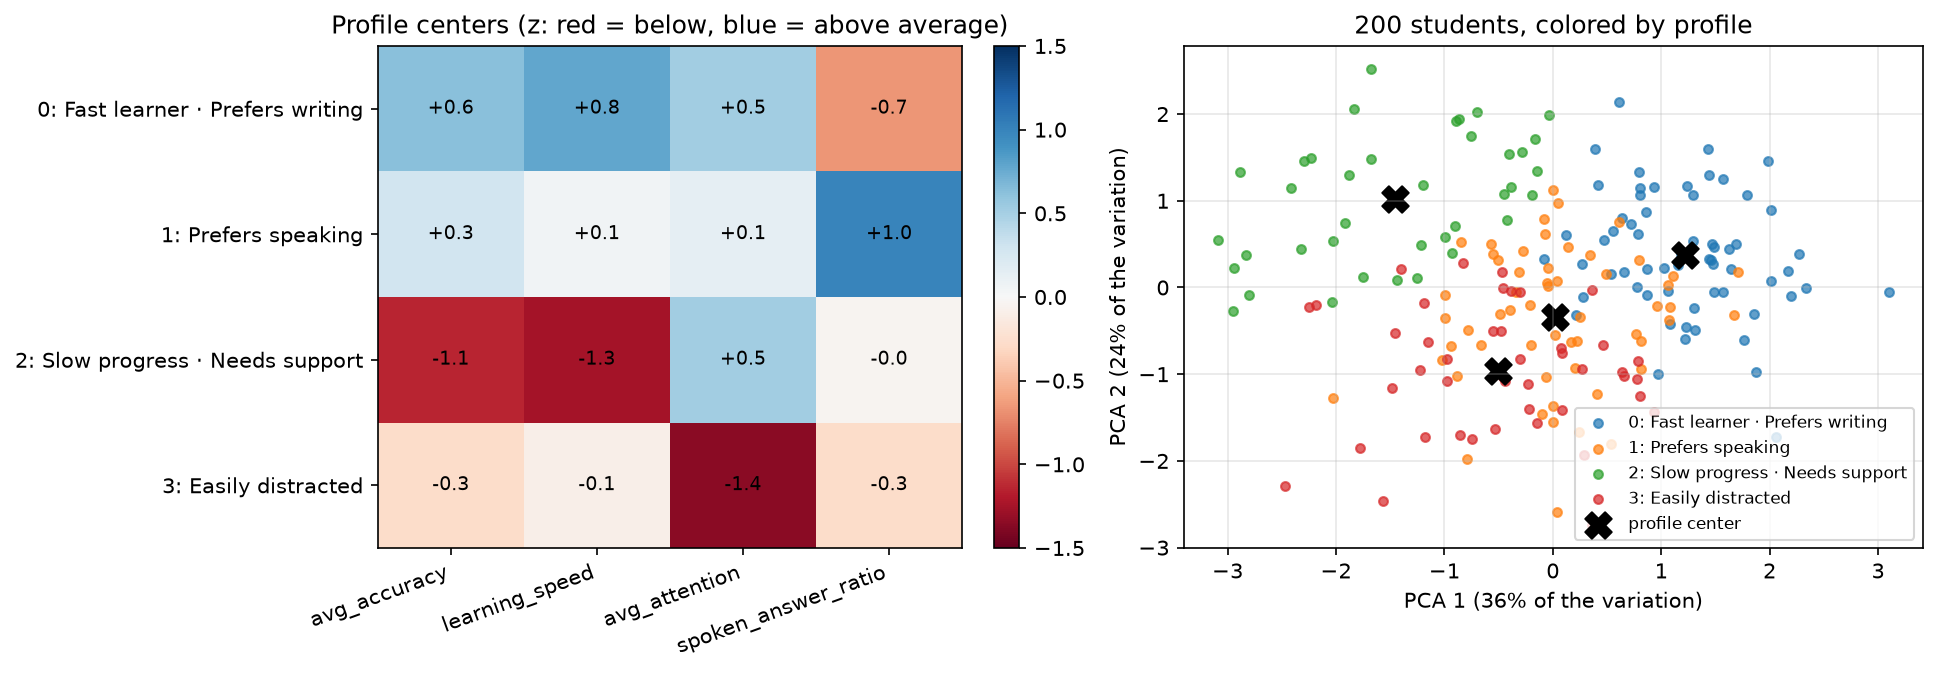 Profile centers (z: red = below, blue = above average)
0: Fast learner · Prefers writing
+0.6 +0.8 +0.5 -0.7
1: Prefers speaking
+0.3 +0.1 +0.1 +1.0
2: Slow progress · Needs support
-1.1 -1.3 +0.5 -0.0
3: Easily distracted
-0.3 -0.1 -1.4 -0.3
avg_accuracy
learning_speed
avg_attention
spoken_answer_ratio
1.5
1.0
0.5
0.0
−0.5
−1.0
−1.5
200 students, colored by profile
PCA 2 (24% of the variation)
2
1
0
−1
−2
−3
0: Fast learner · Prefers writing
1: Prefers speaking
2: Slow progress · Needs support
3: Easily distracted
profile center
−3 −2 −1 0 1 2 3
PCA 1 (36% of the variation)